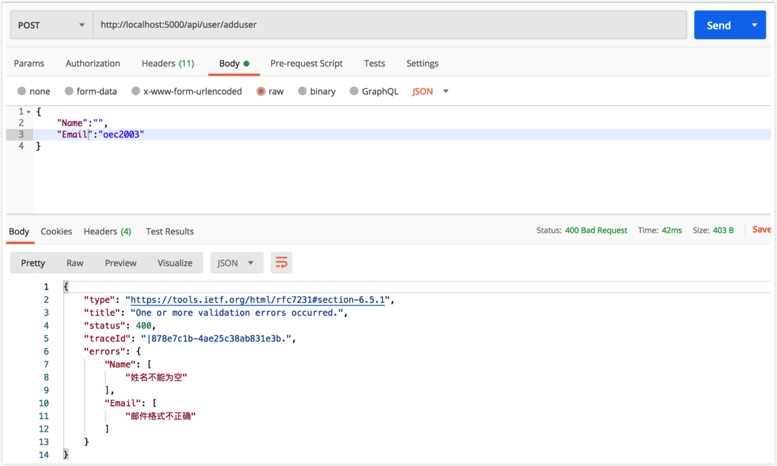 POST http://localhost:5000/api/user/adduser Send
Params Authorization Headers (11) Body Pre-request Script Tests Settings
none form-data x-www-form-urlencoded raw binary GraphQL JSON
1 {
2 "Name":"",
3 "Email":"oec2003"
4 }
Body Cookies Headers (4) Test Results Status: 400 Bad Request Time: 42ms Size: 403 B Save
Pretty Raw Preview Visualize JSON
1 {
2 "type": "https://tools.ietf.org/html/rfc7231#section-6.5.1",
3 "title": "One or more validation errors occurred.",
4 "status": 400,
5 "traceId": "|878e7c1b-4ae25c38ab831e3b.",
6 "errors": {
7 "Name": [
8 "姓名不能为空"
9 ],
10 "Email": [
11 "邮件格式不正确"
12 ]
13 }
14 }